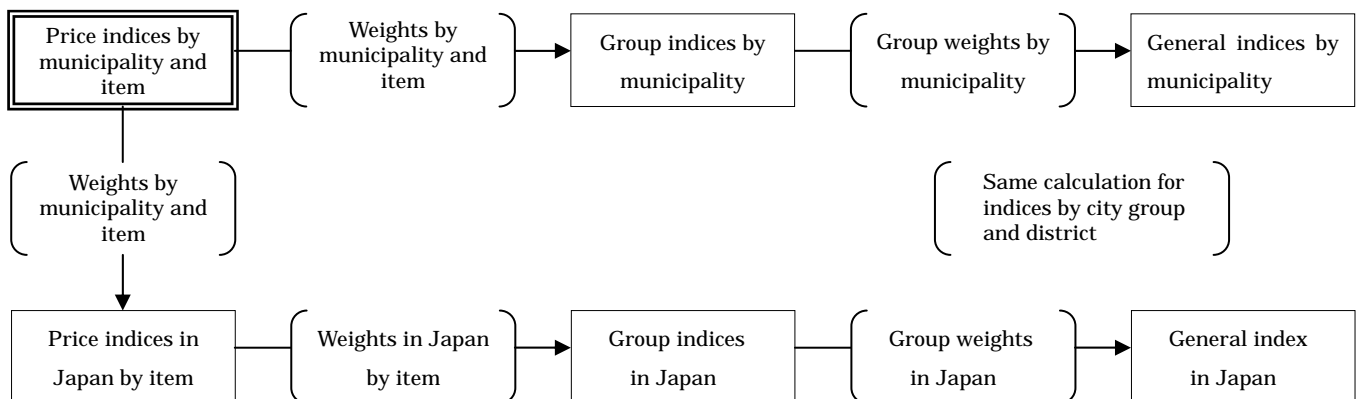 Price indices by
municipality and
item
Weights by
municipality and
item
Group indices by
municipality
Group weights by
municipality
General indices by
municipality
Weights by
municipality and
item
Same calculation for
indices by city group
and district
Price indices in
Japan by item
Weights in Japan
by item
Group indices
in Japan
Group weights
in Japan
General index
in Japan